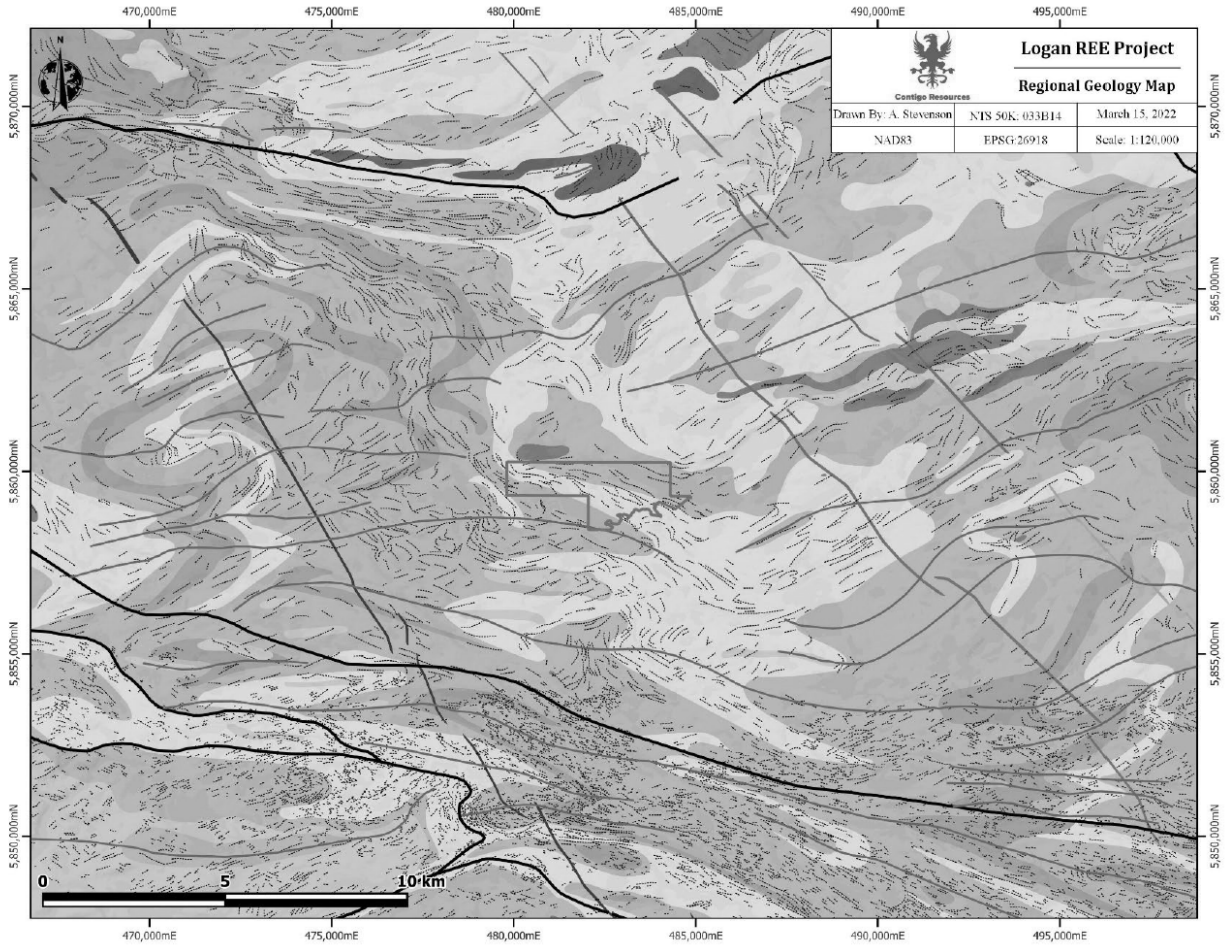 470,000mE
475,000mE
480,000mE
485,000mE
490,000mE
495,000mE
N
Contigo Resources
Logan REE Project
Regional Geology Map
Drawn By: A. Stevenson
NTS 50K: 033B14
March 15, 2022
NAD83
EPSG:26918
Scale: 1:120,000
5,870,000mN
5,865,000mN
5,860,000mN
5,855,000mN
5,850,000mN
5,870,000mN
5,865,000mN
5,860,000mN
5,855,000mN
5,850,000mN
0
5
10 km
470,000mE
475,000mE
480,000mE
485,000mE
490,000mE
495,000mE